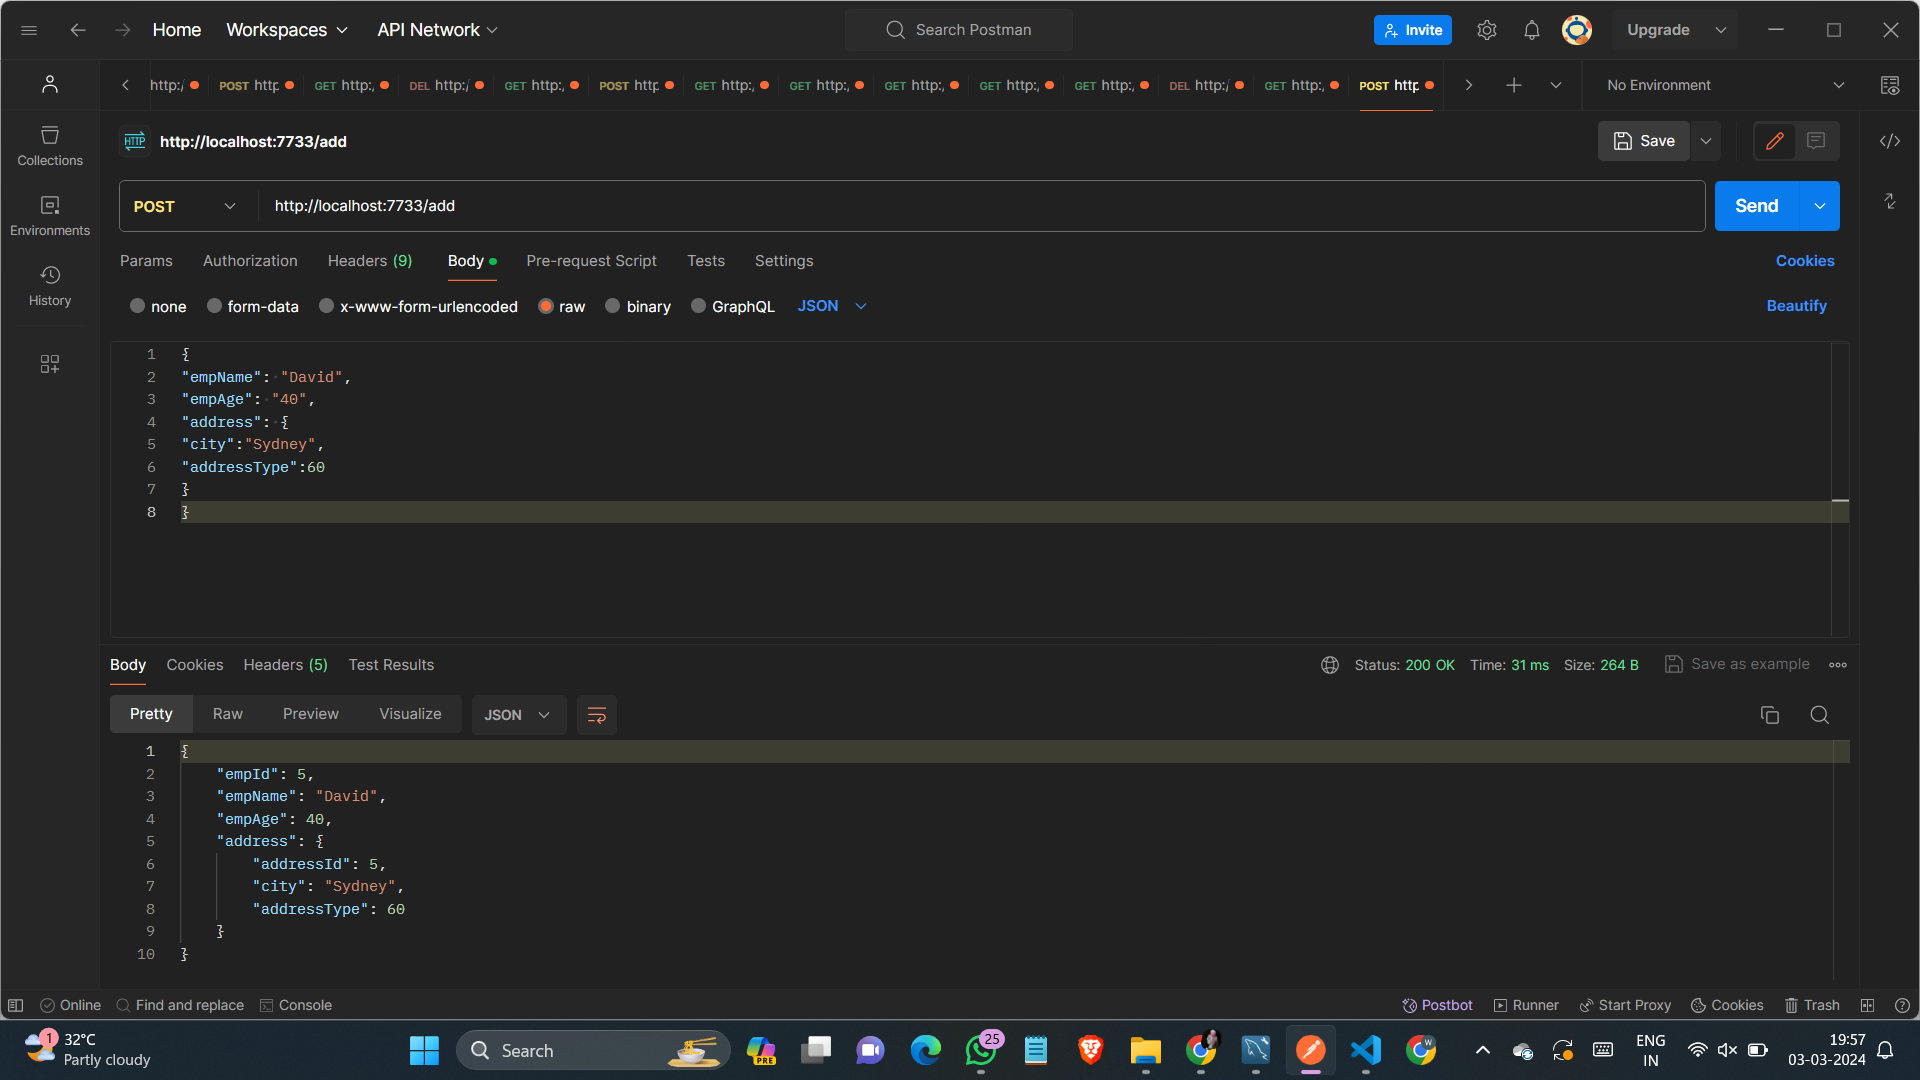 Home Workspaces API Network Search Postman Invite Upgrade
http:/ POST http GET http:, DEL http:/ GET http:, POST http GET http:, GET http:, GET http:, GET http:, GET http:, DEL http:/ GET http:, POST http No Environment
HTTP http://localhost:7733/add Save
Collections
POST http://localhost:7733/add Send
Environments
Params Authorization Headers (9) Body Pre-request Script Tests Settings Cookies
History
none form-data x-www-form-urlencoded raw binary GraphQL JSON Beautify
1 {
2 "empName": "David",
3 "empAge": "40",
4 "address": {
5 "city":"Sydney",
6 "addressType":60
7 }
8 }
Body Cookies Headers (5) Test Results Status: 200 OK Time: 31 ms Size: 264 B Save as example
Pretty Raw Preview Visualize JSON
1 {
2 "empId": 5,
3 "empName": "David",
4 "empAge": 40,
5 "address": {
6 "addressId": 5,
7 "city": "Sydney",
8 "addressType": 60
9 }
10 }
Online Find and replace Console Postbot Runner Start Proxy Cookies Trash
1 32°C
Partly cloudy
Search PRE 25 W
ENG
IN
19:57
03-03-2024